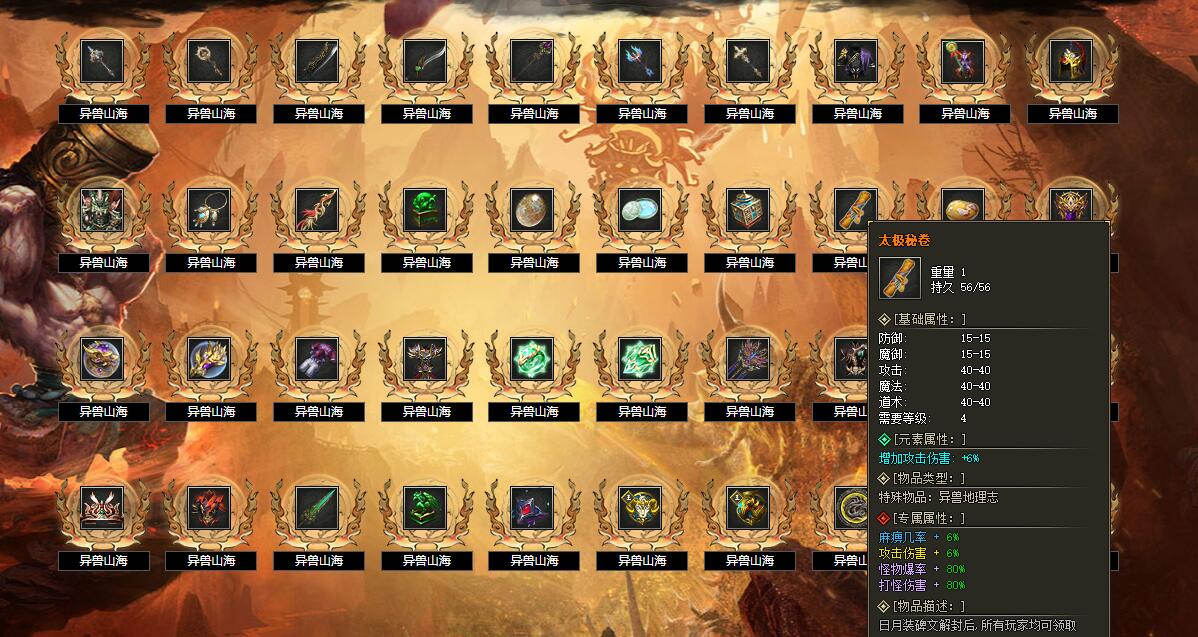 异兽山海 异兽山海 异兽山海 异兽山海 异兽山海 异兽山海 异兽山海 异兽山海 异兽山海 异兽山海
异兽山海 异兽山海 异兽山海 异兽山海 异兽山海 异兽山海 异兽山海 异兽山
异兽山海 异兽山海 异兽山海 异兽山海 异兽山海 异兽山海 异兽山海 异兽山
1 1
异兽山海 异兽山海 异兽山海 异兽山海 异兽山海 异兽山海 异兽山海 异兽山
太极秘卷
重量 1
持久 56/56
[基础属性: ]
防御: 15-15
魔御: 15-15
攻击: 40-40
魔法: 40-40
道术: 40-40
需要等级: 4
[元素属性: ]
增加攻击伤害: +6%
[物品类型: ]
特殊物品: 异兽地理志
[专属属性: ]
麻痹几率 + 6%
攻击伤害 + 6%
怪物爆率 + 80%
打怪伤害 + 80%
[物品描述: ]
日月装碑文解封后,所有玩家均可领取